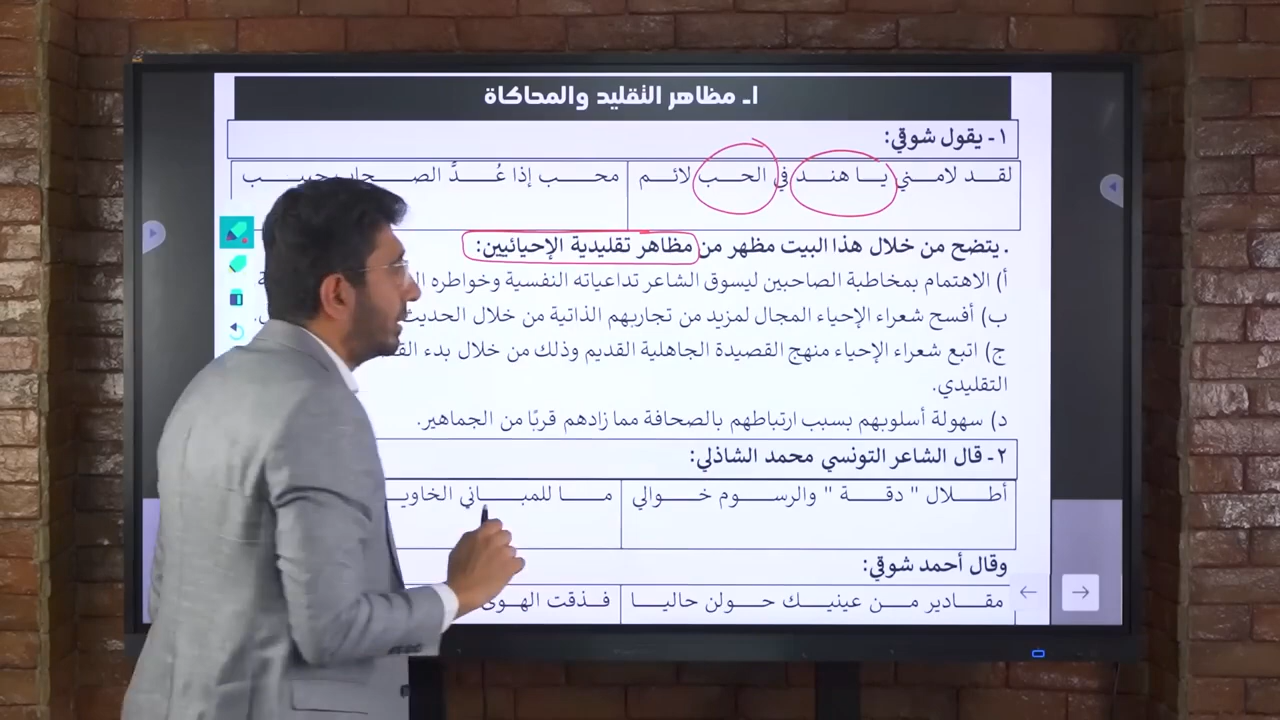 ١- مظاهر التقليد والمحاكاة
١- يقول شوقي:
لقد لامني يا هند في الحب لائم محب إذا عُدَّ الصحاب حبيب
. يتضح من خلال هذا البيت مظهر من مظاهر تقليدية الإحيائيين:
أ) الاهتمام بمخاطبة الصاحبين ليسوق الشاعر تداعياته النفسية وخواطره
ب) أفسح شعراء الإحياء المجال لمزيد من تجاربهم الذاتية من خلال الحديث
ج) اتبع شعراء الإحياء منهج القصيدة الجاهلية القديم وذلك من خلال بدء
التقليدي.
د) سهولة أسلوبهم بسبب ارتباطهم بالصحافة مما زادهم قربًا من الجماهير.
٢- قال الشاعر التونسي محمد الشاذلي:
أطلال " دقة " والرسوم خوالي ما للمباني
وقال أحمد شوقي:
مقادير من عينيك حولن حاليا فذقت الهوى